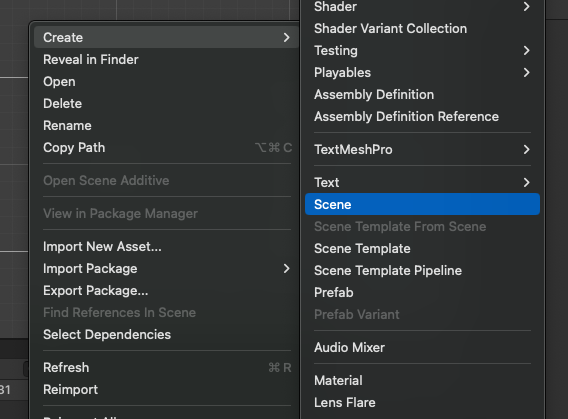 Create
Reveal in Finder
Open
Delete
Rename
Copy Path ⌥⌘C
Open Scene Additive
View in Package Manager
Import New Asset...
Import Package
Export Package...
Find References In Scene
Select Dependencies
Refresh ⌘R
Reimport
31
Shader
Shader Variant Collection
Testing
Playables
Assembly Definition
Assembly Definition Reference
TextMeshPro
Text
Scene
Scene Template From Scene
Scene Template
Scene Template Pipeline
Prefab
Prefab Variant
Audio Mixer
Material
Lens Flare